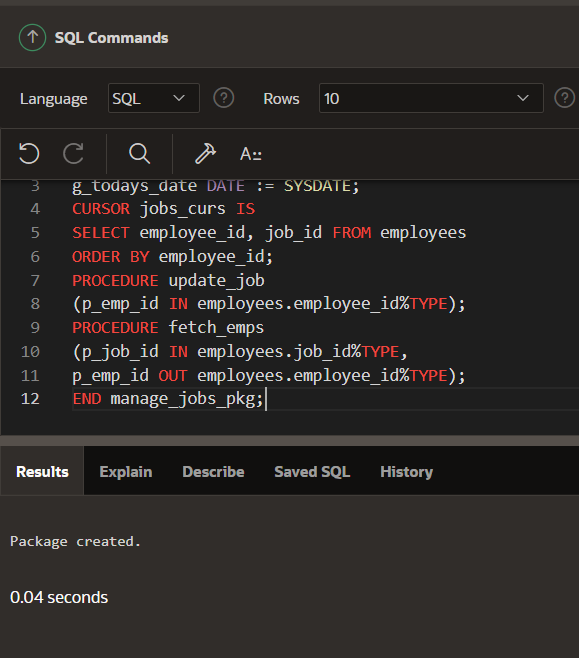 SQL Commands
Language SQL ? Rows 10 ?
A::
3 g_todays_date DATE := SYSDATE;
4 CURSOR jobs_curs IS
5 SELECT employee_id, job_id FROM employees
6 ORDER BY employee_id;
7 PROCEDURE update_job
8 (p_emp_id IN employees.employee_id%TYPE);
9 PROCEDURE fetch_emps
10 (p_job_id IN employees.job_id%TYPE,
11 p_emp_id OUT employees.employee_id%TYPE);
12 END manage_jobs_pkg;
Results Explain Describe Saved SQL History
Package created.
0.04 seconds